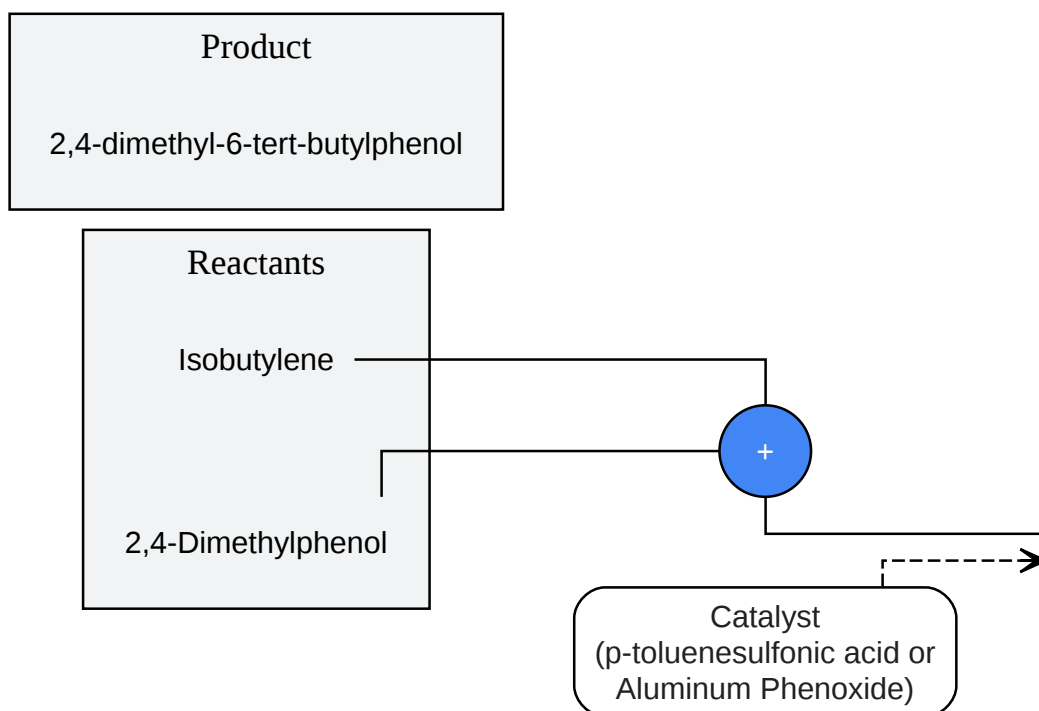 Product
2,4-dimethyl-6-tert-butylphenol
Reactants
Isobutylene
+
2,4-Dimethylphenol
Catalyst
(p-toluenesulfonic acid or
Aluminum Phenoxide)